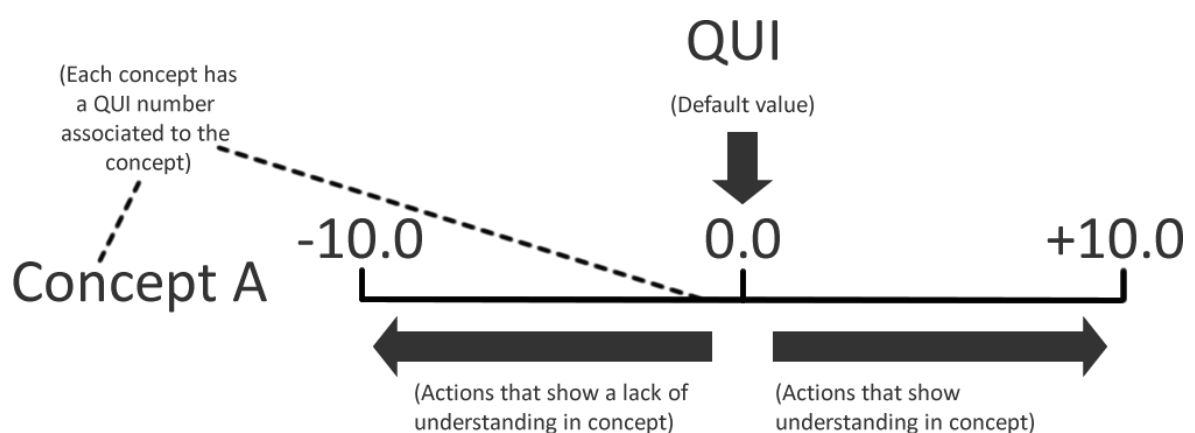 QUI
(Default value)
(Each concept has
a QUI number
associated to the
concept)
Concept A
-10.0
0.0
+10.0
(Actions that show a lack of
understanding in concept)
(Actions that show
understanding in concept)